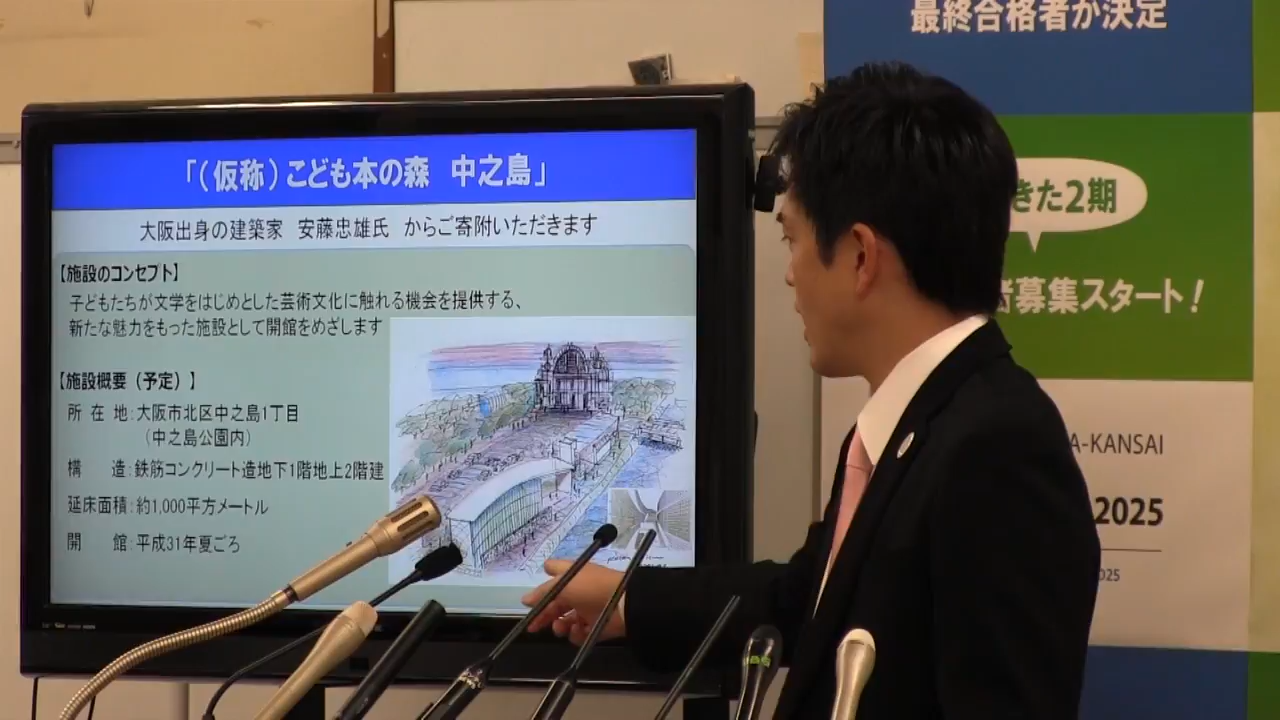 「（仮称）こども本の森　中之島」
大阪出身の建築家　安藤忠雄氏　からご寄附いただきます
【施設のコンセプト】
子どもたちが文学をはじめとした芸術文化に触れる機会を提供する、
新たな魅力をもった施設として開館をめざします
【施設概要（予定）】
所 在 地：大阪市北区中之島1丁目
（中之島公園内）
構　　造：鉄筋コンクリート造地下1階地上2階建
延床面積：約1,000平方メートル
開　　館：平成31年夏ごろ
最終合格者が決定
きた2期
募集スタート！
A-KANSAI
2025
025